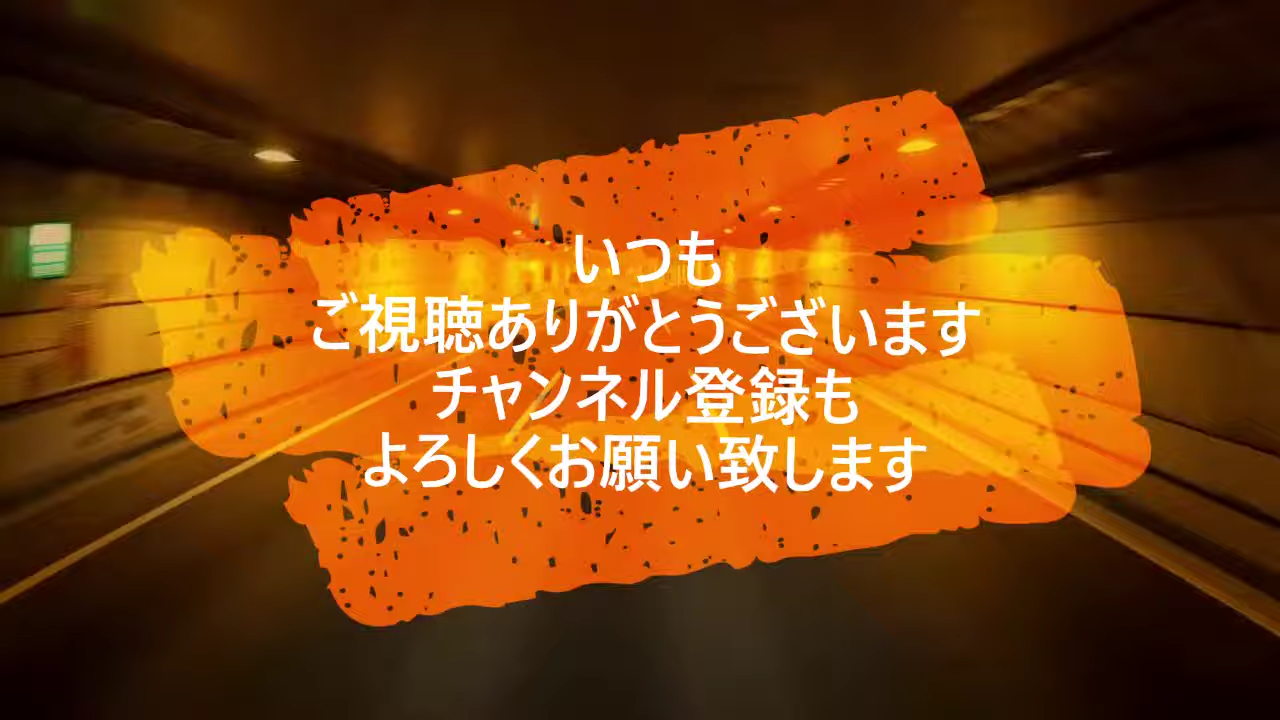 いつも
ご視聴ありがとうございます
チャンネル登録も
よろしくお願い致します